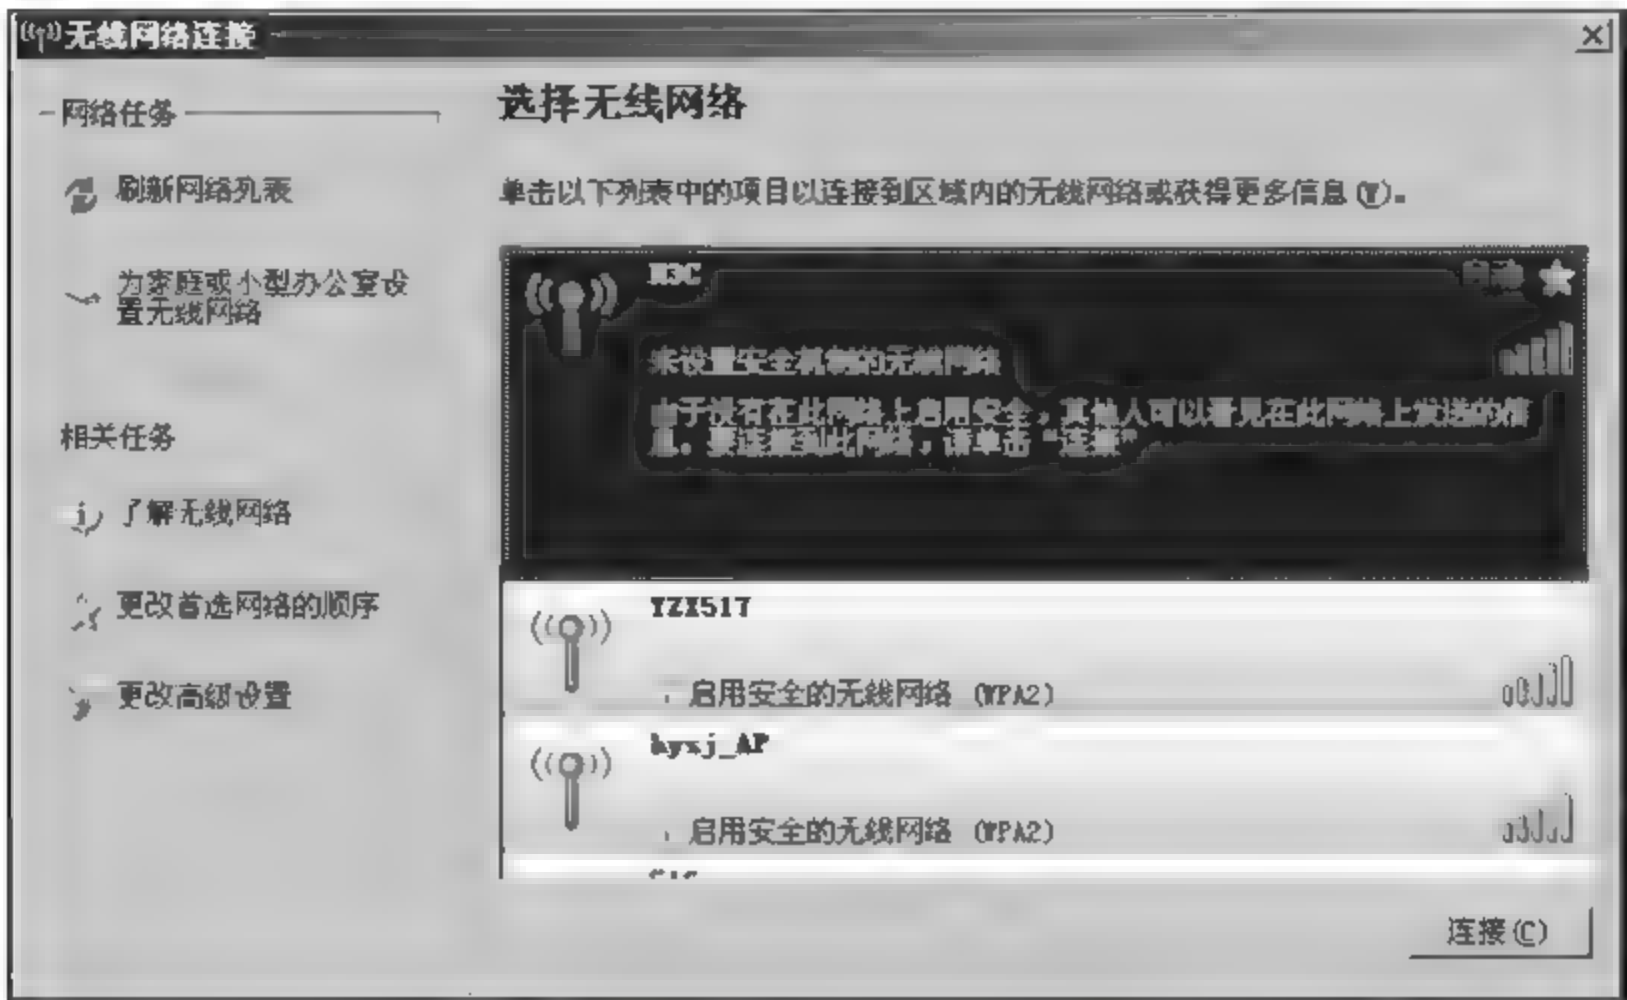 无线网络连接
网络任务
刷新网络列表
为家庭或小型办公室设
置无线网络
相关任务
了解无线网络
更改首选网络的顺序
更改高级设置
选择无线网络
单击以下列表中的项目以连接到区域内的无线网络或获得更多信息(W)。
H3C
自动
未设置安全机制的无线网络
由于没有在此网络上启用安全，其他人可以看见在此网络上发送的信
息。要连接到此网络，请单击“连接”
启用安全的无线网络 (WPA2)
启用安全的无线网络 (WPA2)
连接(C)